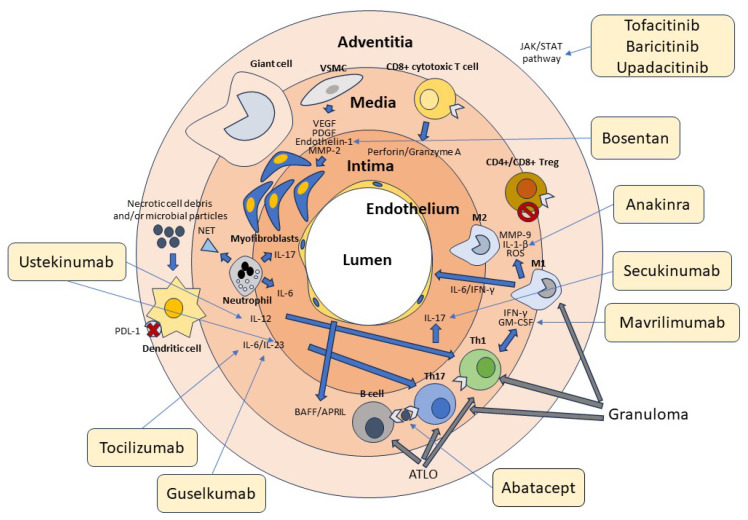 Tofacitinib
Baricitinib
Upadacitinib
JAK/STAT
pathway
Adventitia
Giant cell
VSMC
CD8+ cytotoxic T cell
Media
VEGF
PDGF
Endothelin-1
MMP-2
Perforin/Granzyme A
Bosentan
Intima
CD4+/CD8+ Treg
Necrotic cell debris
and/or microbial particles
Endothelium
Anakinra
NET
Myofibroblasts
IL-17
M2
MMP-9
IL-1-β
ROS
M1
Ustekinumab
Lumen
Secukinumab
Neutrophil
IL-6
IL-6/IFN-γ
IL-12
IL-17
IFN-γ
GM-CSF
Mavrilimumab
PDL-1
Dendritic cell
IL-6/IL-23
Th1
Th17
B cell
BAFF/APRIL
Granuloma
Tocilizumab
ATLO
Guselkumab
Abatacept